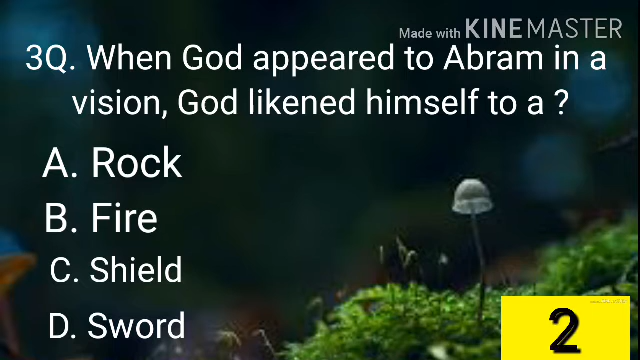 Made with KINEMASTER
3Q. When God appeared to Abram in a
vision, God likened himself to a ?
A. Rock
B. Fire
C. Shield
D. Sword
2